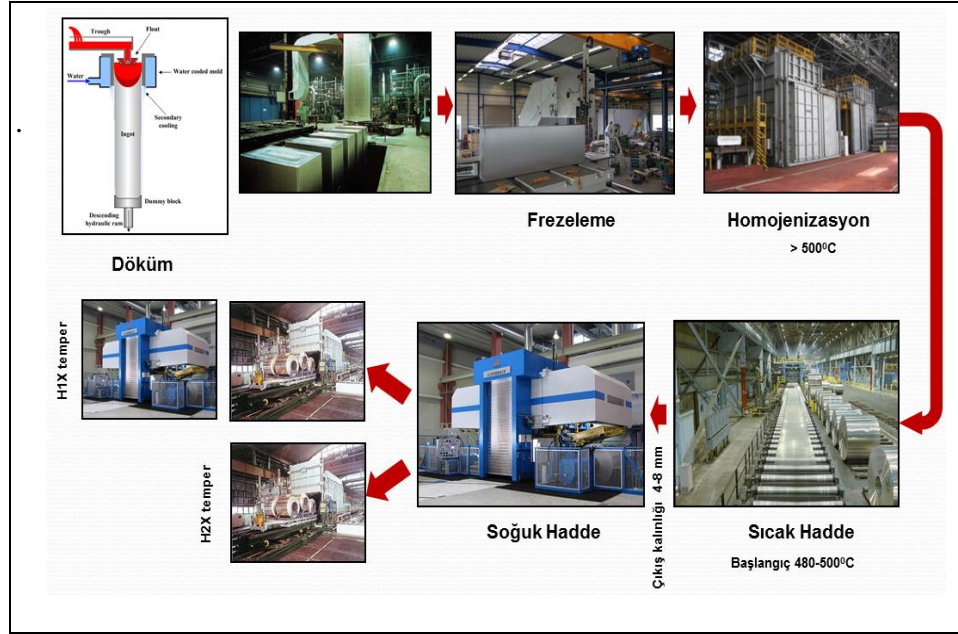 Trough
Float
Water
Water cooled mold
Secondary
cooling
Ingot
Dummy block
Descending
hydraulic ram
Döküm
Frezeleme
Homojenizasyon
> 500⁰C
H1X temper
H2X temper
Soğuk Hadde
Çıkış kalınlığı 4-8 mm
Sıcak Hadde
Başlangıç 480-500⁰C